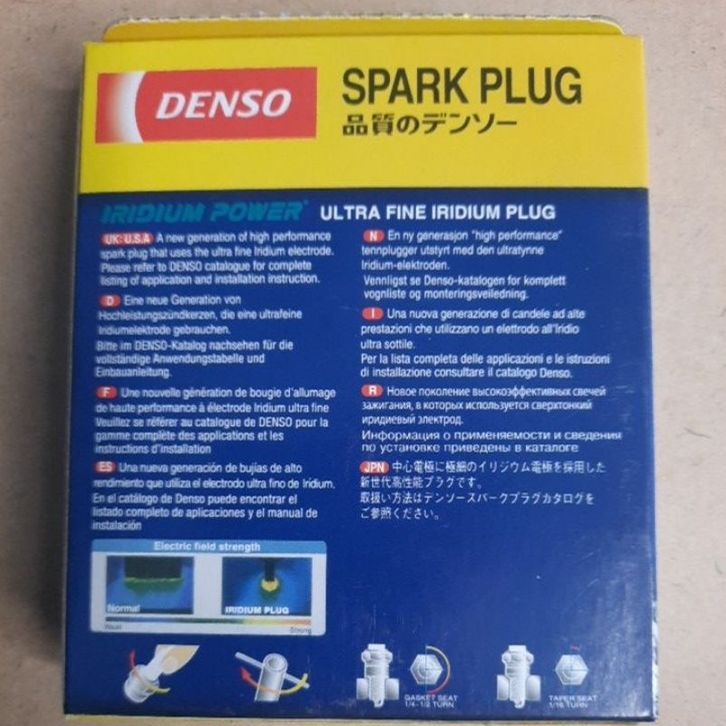 DENSO
SPARK PLUG
品質のデンソー
IRIDIUM POWER
ULTRA FINE IRIDIUM PLUG
UK:U.S.A A new generation of high performance
spark plug that uses the ultra fine Iridium electrode.
Please refer to DENSO catalogue for complete
listing of application and installation instruction.
D Eine neue Generation von
Hochleistungszündkerzen, die eine ultrafeine
Iridiumelektrode gebrauchen.
Bitte im DENSO-Katalog nachsehen für die
vollständige Anwendungstabelle und
Einbauanleitung.
F Une nouvelle génération de bougie d'allumage
de haute performance à électrode Iridium ultra fine
Veuillez se référer au catalogue de DENSO pour la
gamme complète des applications et les
instructions d'installation
ES Una nueva generación de bujías de alto
rendimiento que utiliza el electrodo ultra fino de Irídium.
En el catálogo de Denso puede encontrar el
listado completo de aplicaciones y el manual de
instalación
N En ny generasjon "high performance"
tennplugger utstyrt med den ultratynne
Iridium-elektroden.
Vennligst se Denso-katalogen for komplett
vognliste og monteringsveiledning.
I Una nuova generazione di candele ad alte
prestazioni che utilizzano un elettrodo all'Iridio
ultra sottile.
Per la lista completa delle applicazioni e le istruzioni
di installazione consultare il catalogo Denso.
R Новое поколение высокоэффективных свечей
зажигания, в которых используется сверхтонкий
иридиевый электрод.
Информация о применяемости и сведения
по установке приведены в каталоге
JPN 中心電極に極細のイリジウム電極を採用した
新世代高性能プラグです。
取扱い方法はデンソースパークプラグカタログを
ご参照ください。
Electric field strength
Normal
IRIDIUM PLUG
Weak
Strong
GASKET SEAT
1/4-1/2 TURN
TAPER SEAT
1/16 TURN